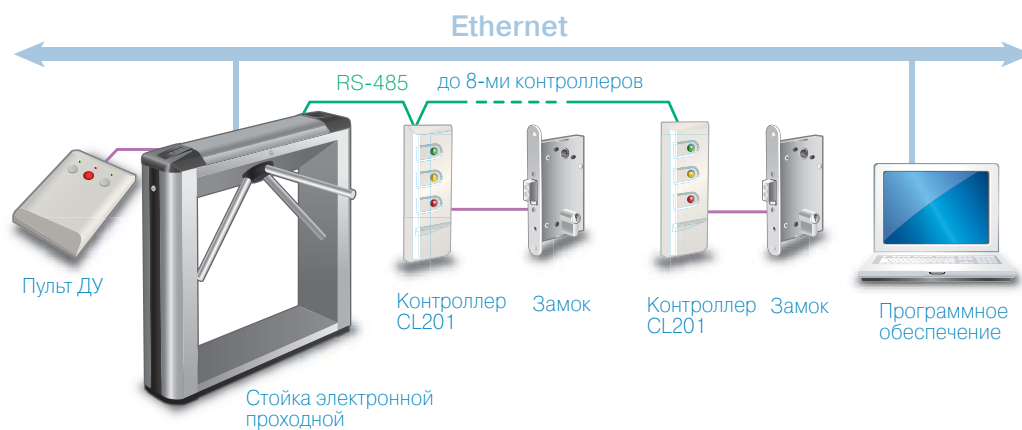 Ethernet
RS-485
до 8-ми контроллеров
Пульт ДУ
Контроллер
CL201
Замок
Контроллер
CL201
Замок
Программное
обеспечение
Стойка электронной
проходной